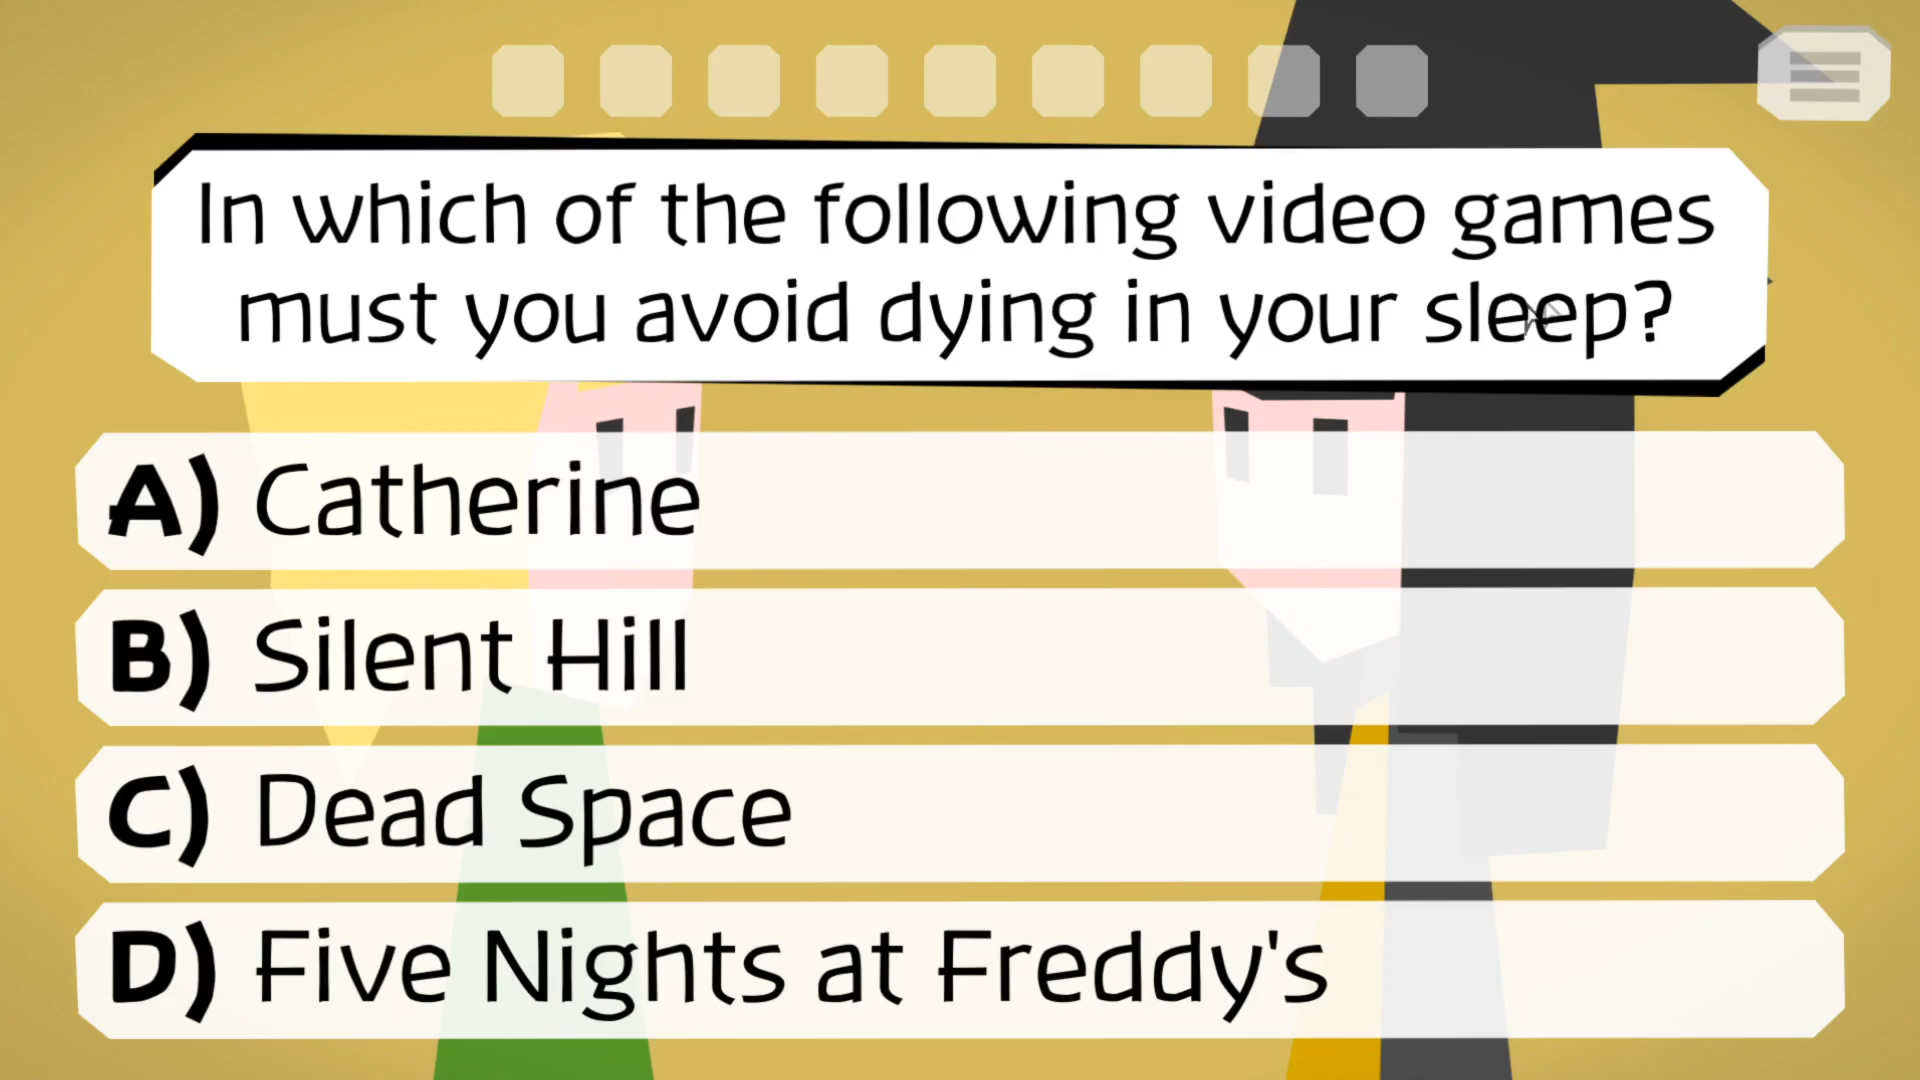 In which of the following video games
must you avoid dying in your sleep?
A) Catherine
B) Silent Hill
C) Dead Space
D) Five Nights at Freddy's